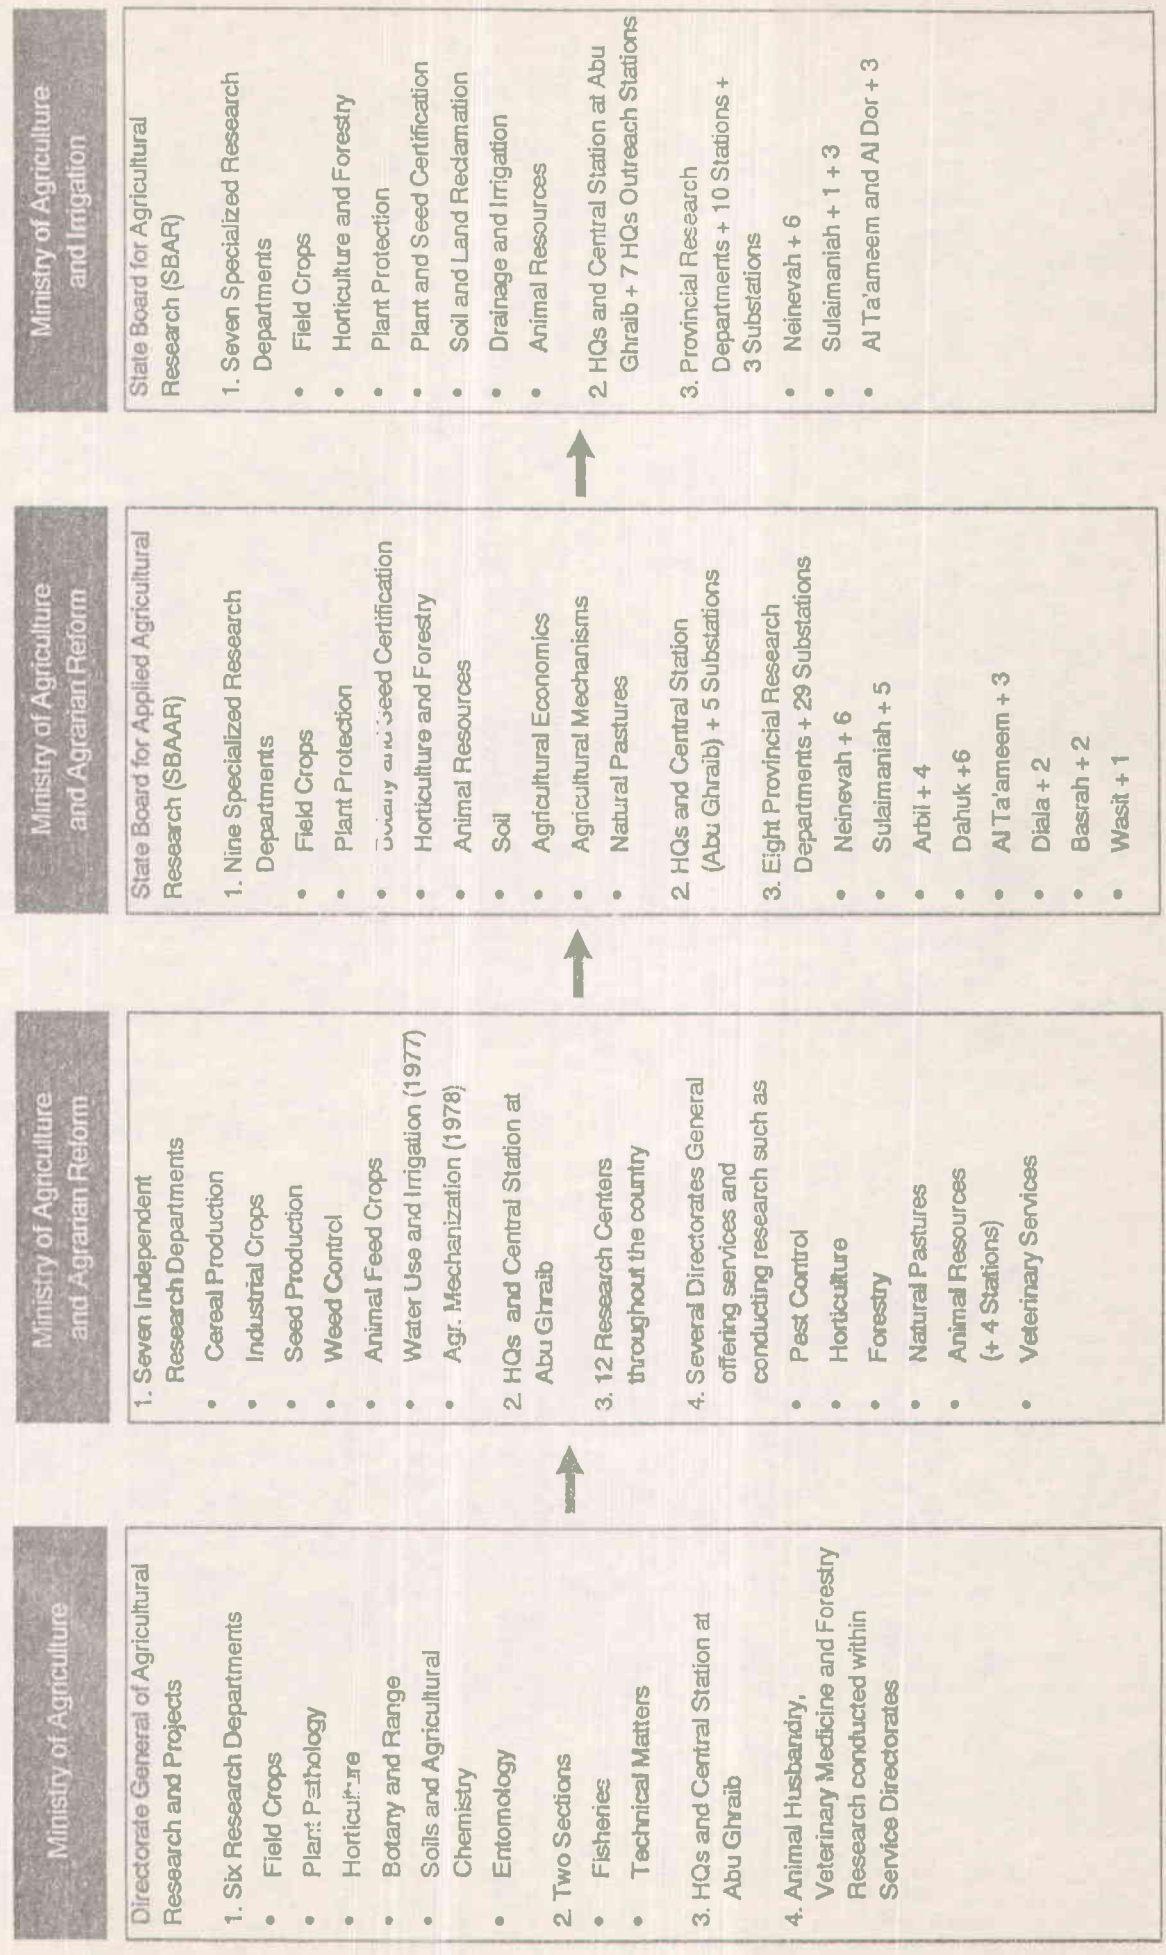 Ministry of Agriculture
Directorate General of Agricultural
Research and Projects
1. Six Research Departments
• Field Crops
• Plant Pathology
• Horticulture
• Botany and Range
• Soils and Agricultural
Chemistry
• Entomology
2. Two Sections
• Fisheries
• Technical Matters
3. HQs and Central Station at
Abu Ghraib
4. Animal Husbandry,
Veterinary Medicine and Forestry
Research conducted within
Service Directorates
Ministry of Agriculture
and Agrarian Reform
1. Seven Independent
Research Departments
• Cereal Production
• Industrial Crops
• Seed Production
• Weed Control
• Animal Feed Crops
• Water Use and Irrigation (1977)
• Agr. Mechanization (1978)
2. HQs and Central Station at
Abu Ghraib
3. 12 Research Centers
throughout the country
4. Several Directorates General
offering services and
conducting research such as
• Pest Control
• Horticulture
• Forestry
• Natural Pastures
• Animal Resources
(+ 4 Stations)
• Veterinary Services
Ministry of Agriculture
and Agrarian Reform
State Board for Applied Agricultural
Research (SBAAR)
1. Nine Specialized Research
Departments
• Field Crops
• Plant Protection
• Botany and Seed Certification
• Horticulture and Forestry
• Animal Resources
• Soil
• Agricultural Economics
• Agricultural Mechanisms
• Natural Pastures
2. HQs and Central Station
(Abu Ghraib) + 5 Substations
3. Eight Provincial Research
Departments + 29 Substations
• Neinevah + 6
• Sulaimaniah + 5
• Arbil + 4
• Dahuk +6
• Al Ta'ameem + 3
• Diala + 2
• Basrah + 2
• Wasit + 1
Ministry of Agriculture
and Irrigation
State Board for Agricultural
Research (SBAR)
1. Seven Specialized Research
Departments
• Field Crops
• Horticulture and Forestry
• Plant Protection
• Plant and Seed Certification
• Soil and Land Reclamation
• Drainage and Irrigation
• Animal Resources
2. HQs and Central Station at Abu
Ghraib + 7 HQs Outreach Stations
3. Provincial Research
Departments + 10 Stations +
3 Substations
• Neinevah + 6
• Sulaimaniah + 1 + 3
• Al Ta'ameem and Al Dor + 3